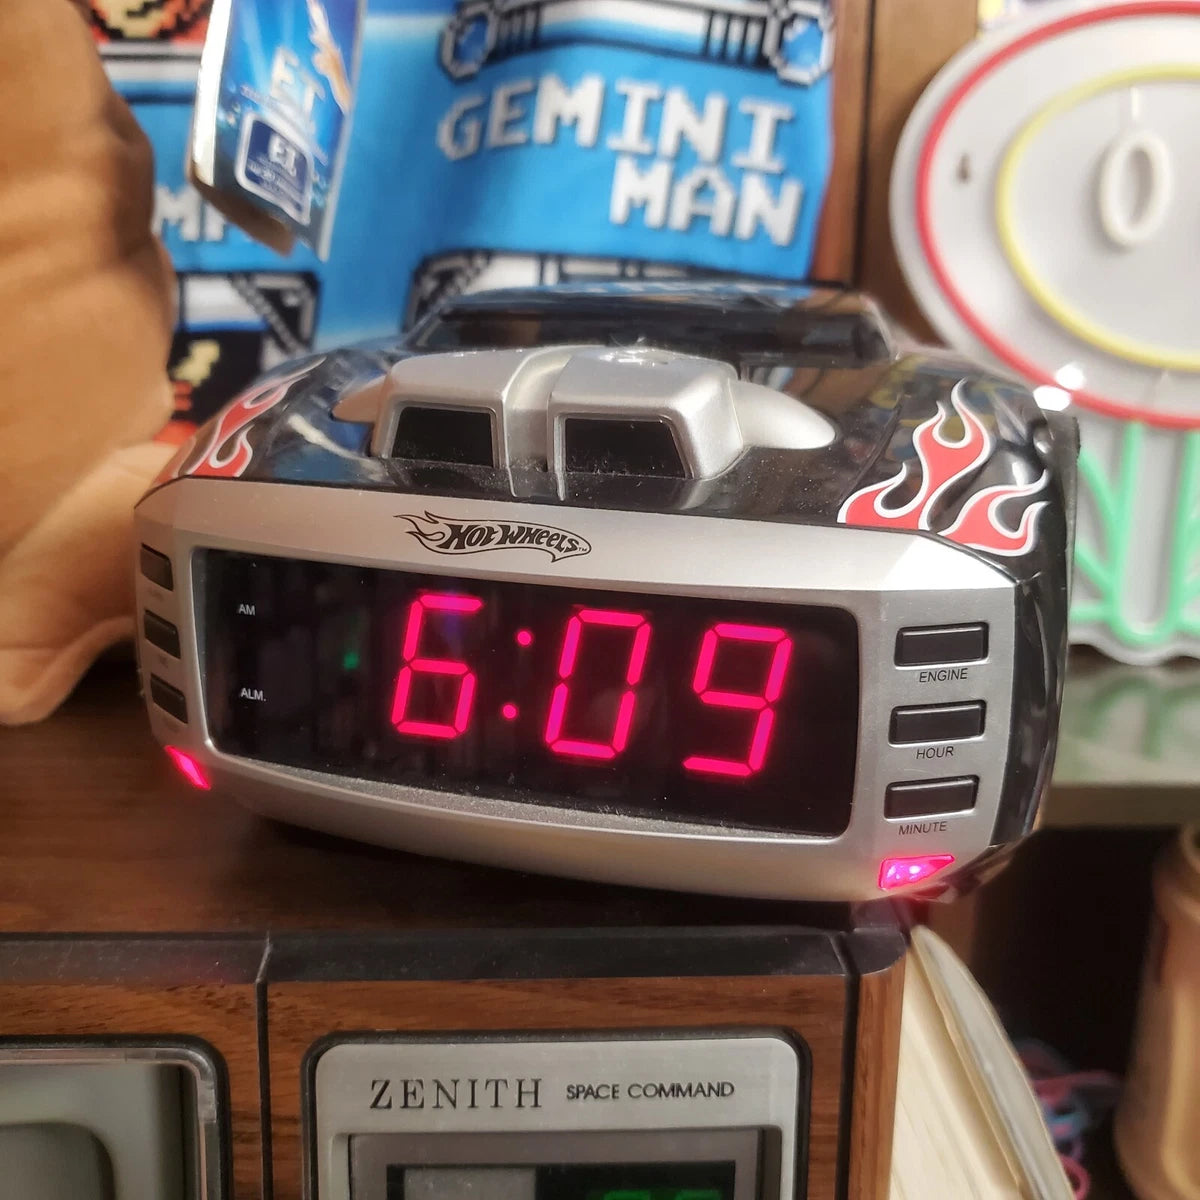 GEMINI
MAN
E.T.
E.T.
HOT WHEELS
AM
ALM.
6:09
ENGINE
HOUR
MINUTE
ZENITH SPACE COMMAND
O